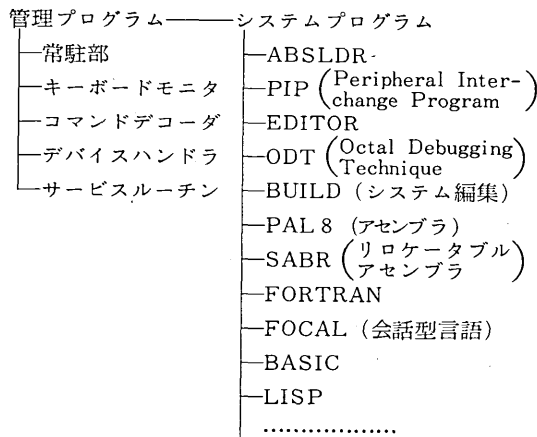 管理プログラム システムプログラム
常駐部
キーボードモニタ
コマンドデコーダ
デバイスハンドラ
サービスルーチン
ABSLDR
PIP (Peripheral Inter-
change Program)
EDITOR
ODT (Octal Debugging
Technique)
BUILD (システム編集)
PAL8 (アセンブラ)
SABR (リロケータブル
アセンブラ)
FORTRAN
FOCAL (会話型言語)
BASIC
LISP
………………